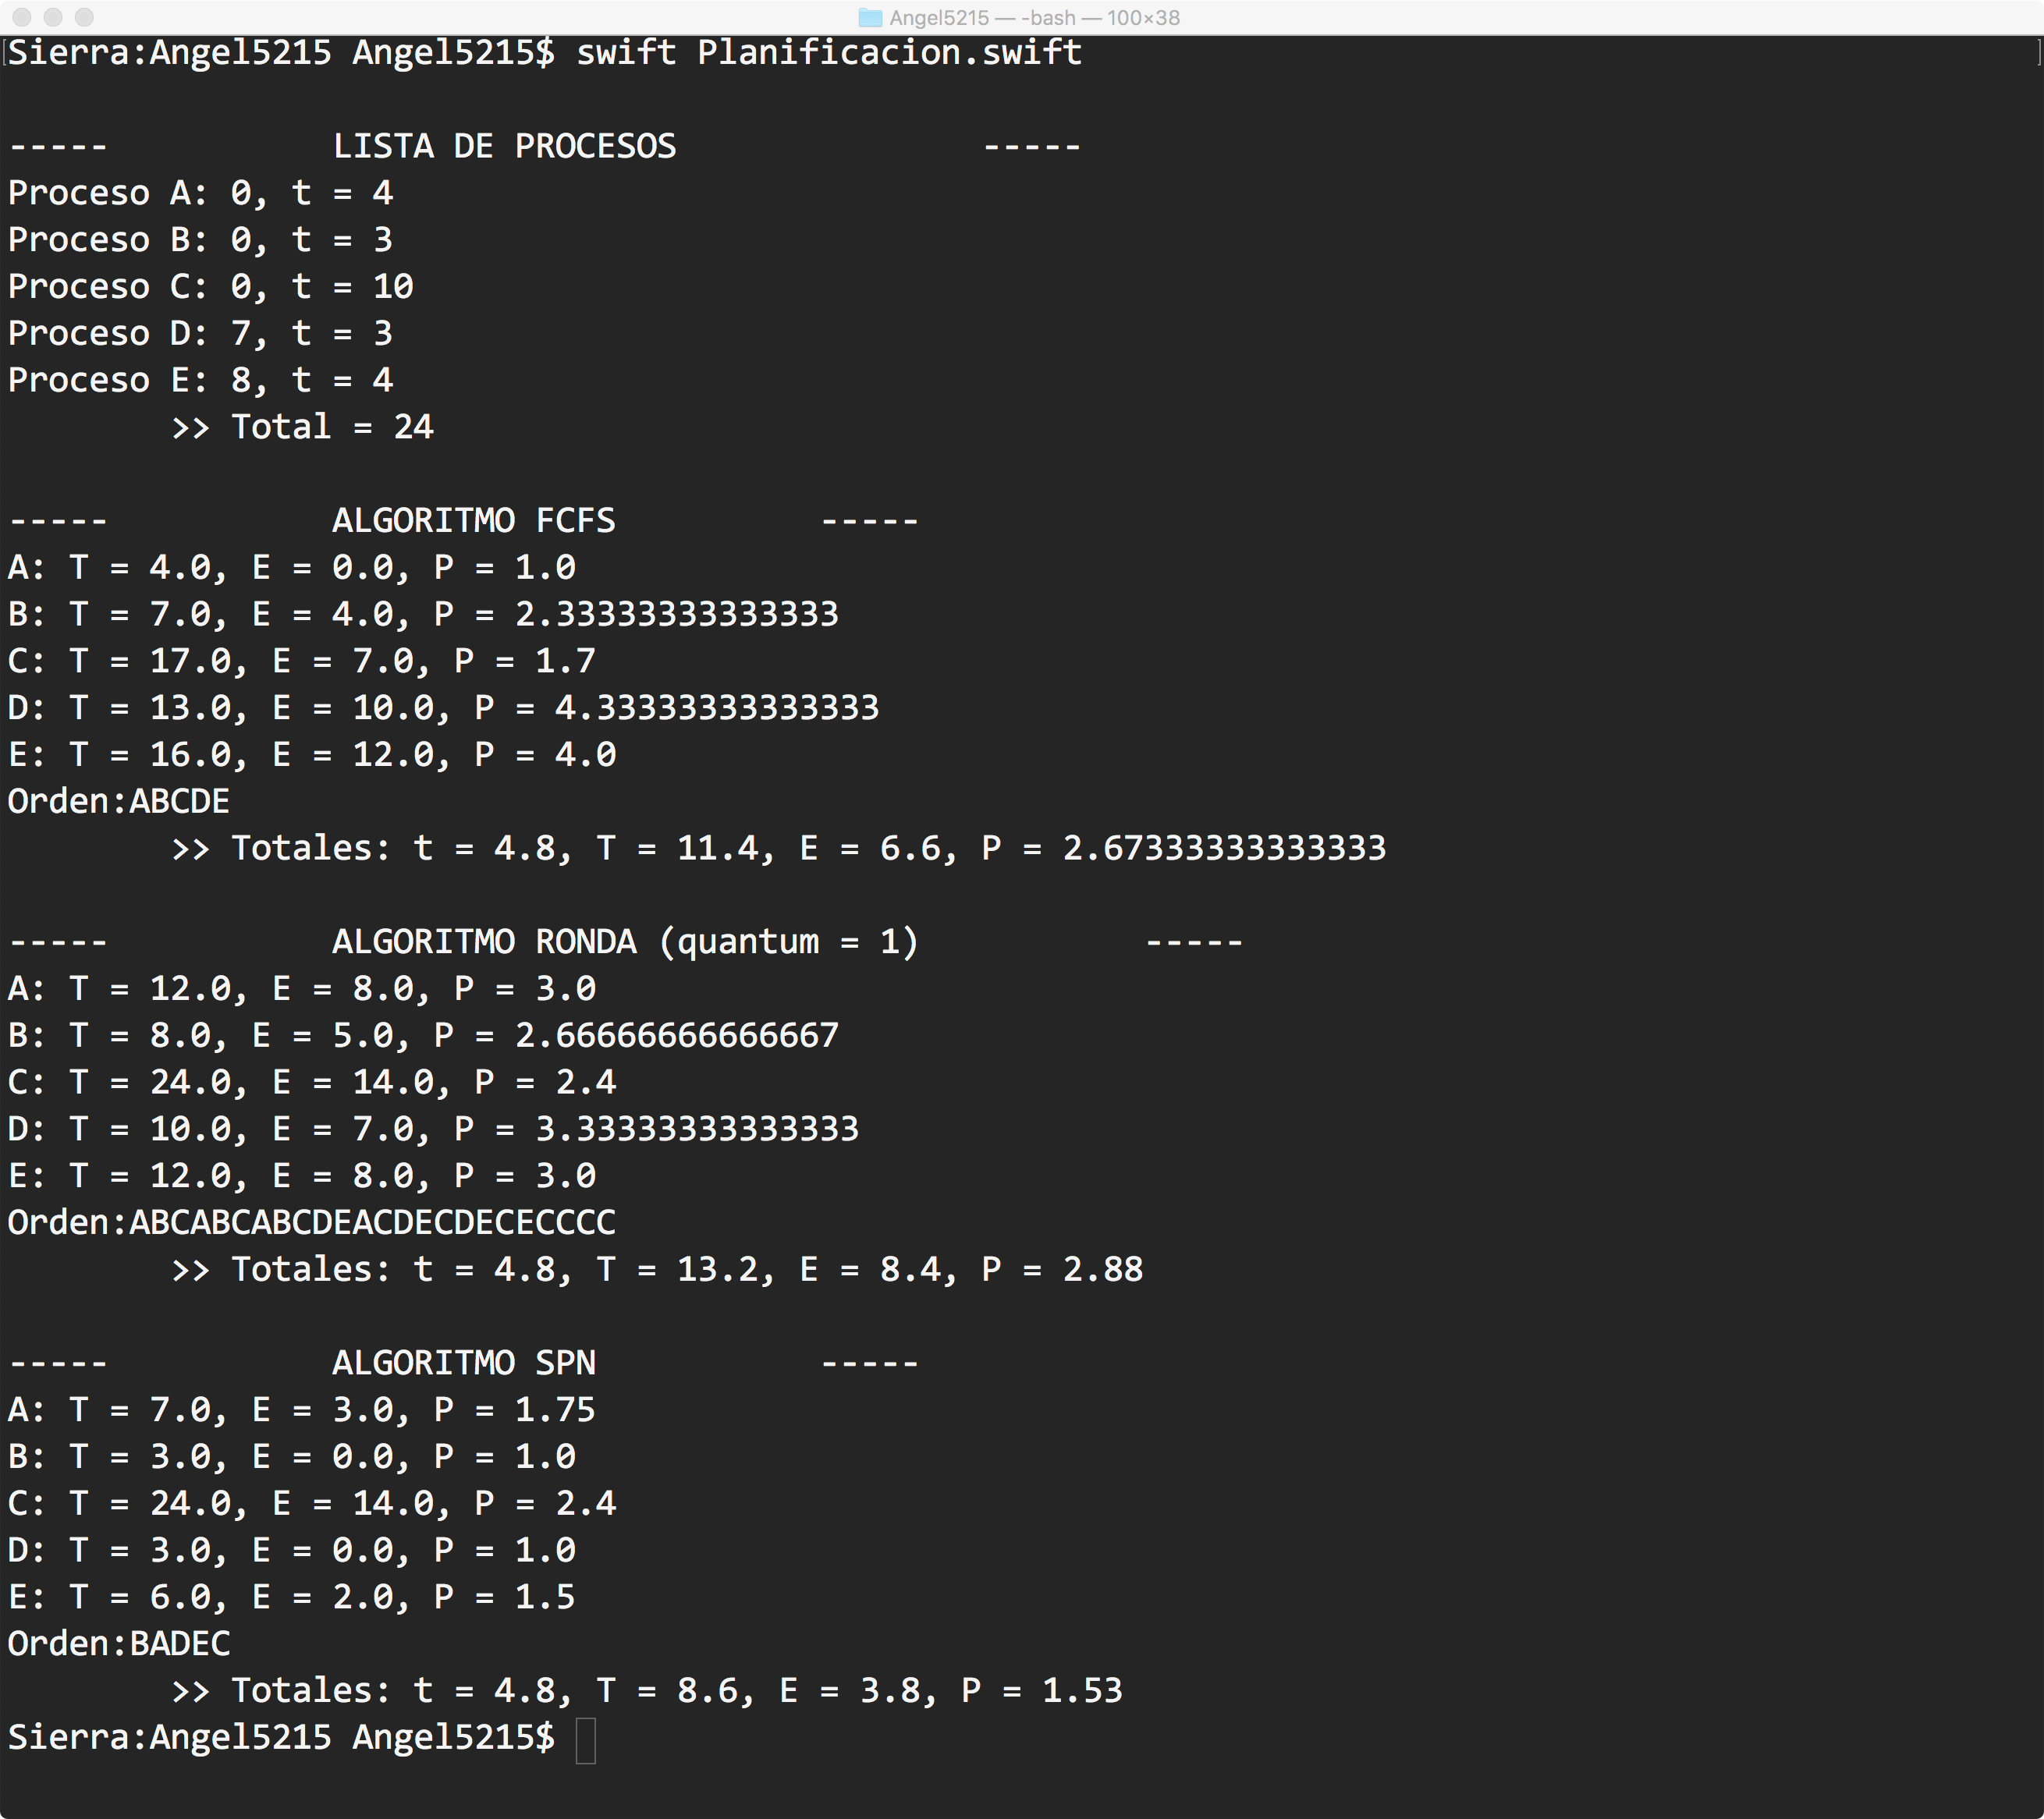 Angel5215 — -bash — 100×38
Sierra:Angel5215 Angel5215$ swift Planificacion.swift
----- LISTA DE PROCESOS -----
Proceso A: 0, t = 4
Proceso B: 0, t = 3
Proceso C: 0, t = 10
Proceso D: 7, t = 3
Proceso E: 8, t = 4
>> Total = 24
----- ALGORITMO FCFS -----
A: T = 4.0, E = 0.0, P = 1.0
B: T = 7.0, E = 4.0, P = 2.33333333333333
C: T = 17.0, E = 7.0, P = 1.7
D: T = 13.0, E = 10.0, P = 4.33333333333333
E: T = 16.0, E = 12.0, P = 4.0
Orden:ABCDE
>> Totales: t = 4.8, T = 11.4, E = 6.6, P = 2.67333333333333
----- ALGORITMO RONDA (quantum = 1) -----
A: T = 12.0, E = 8.0, P = 3.0
B: T = 8.0, E = 5.0, P = 2.66666666666667
C: T = 24.0, E = 14.0, P = 2.4
D: T = 10.0, E = 7.0, P = 3.33333333333333
E: T = 12.0, E = 8.0, P = 3.0
Orden:ABCABCABCDEACDECDECECCCC
>> Totales: t = 4.8, T = 13.2, E = 8.4, P = 2.88
----- ALGORITMO SPN -----
A: T = 7.0, E = 3.0, P = 1.75
B: T = 3.0, E = 0.0, P = 1.0
C: T = 24.0, E = 14.0, P = 2.4
D: T = 3.0, E = 0.0, P = 1.0
E: T = 6.0, E = 2.0, P = 1.5
Orden:BADEC
>> Totales: t = 4.8, T = 8.6, E = 3.8, P = 1.53
Sierra:Angel5215 Angel5215$